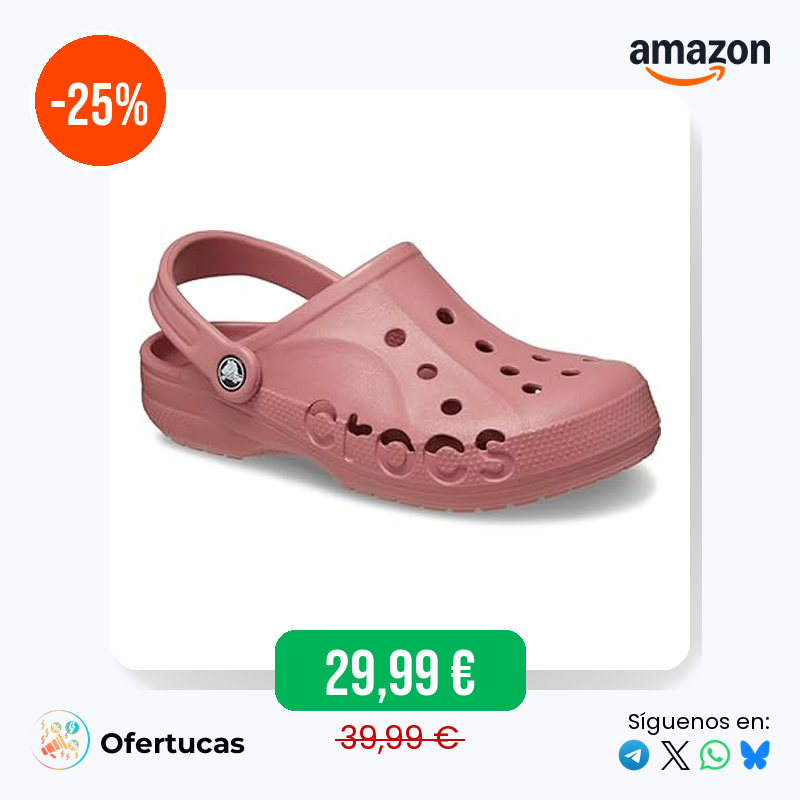 -25%
amazon
crocs
29,99 €
39,99 €
Ofertucas
Síguenos en: